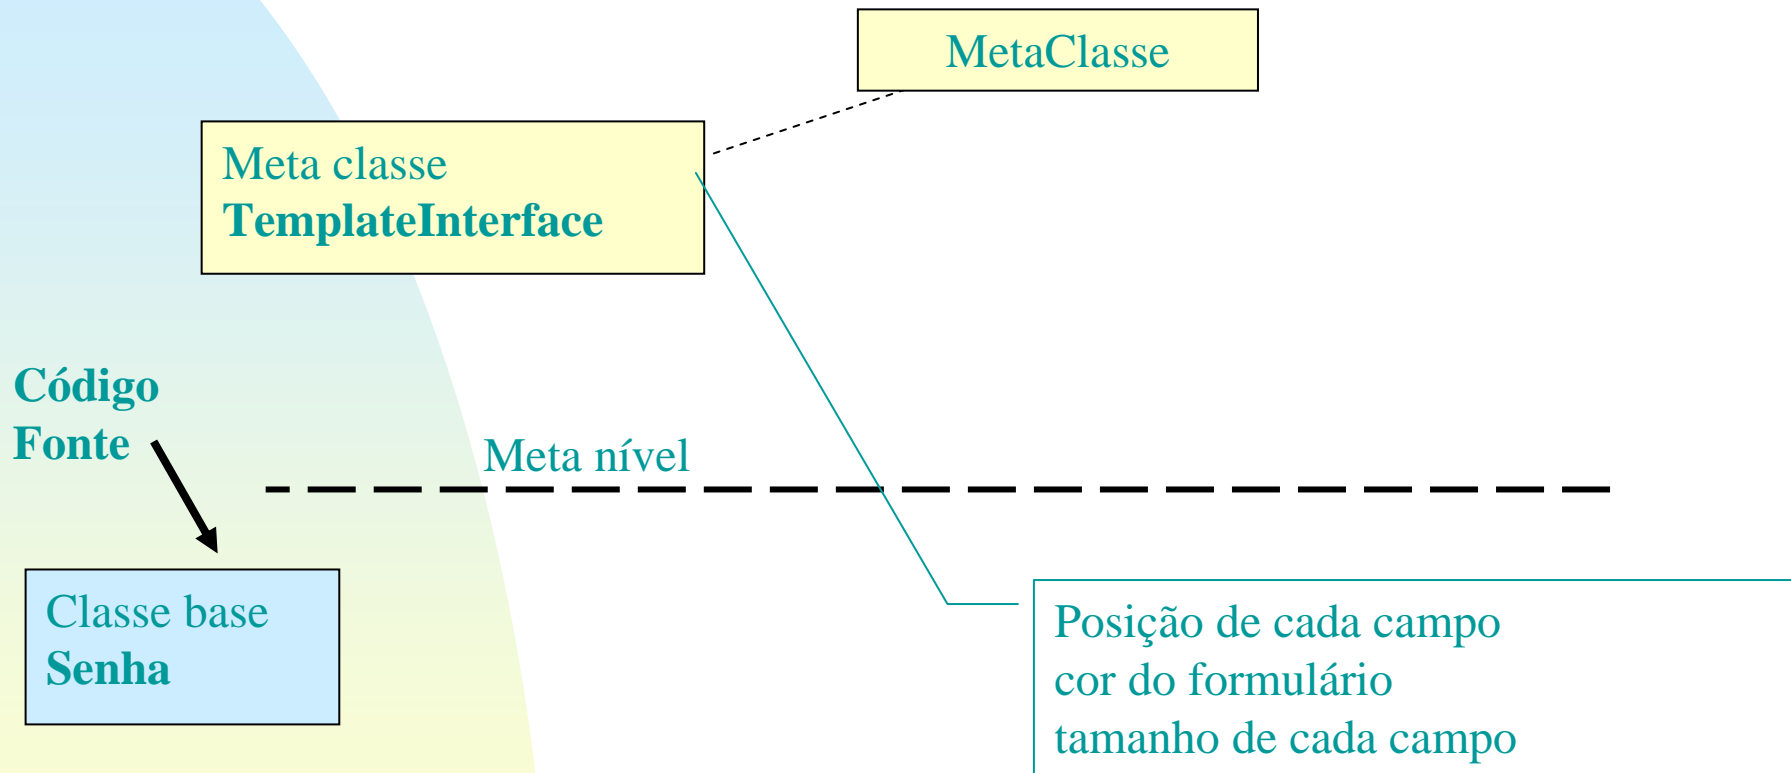 MetaClasse
Meta classe
TemplateInterface
Código
Fonte
Meta nível
Classe base
Senha
Posição de cada campo
cor do formulário
tamanho de cada campo